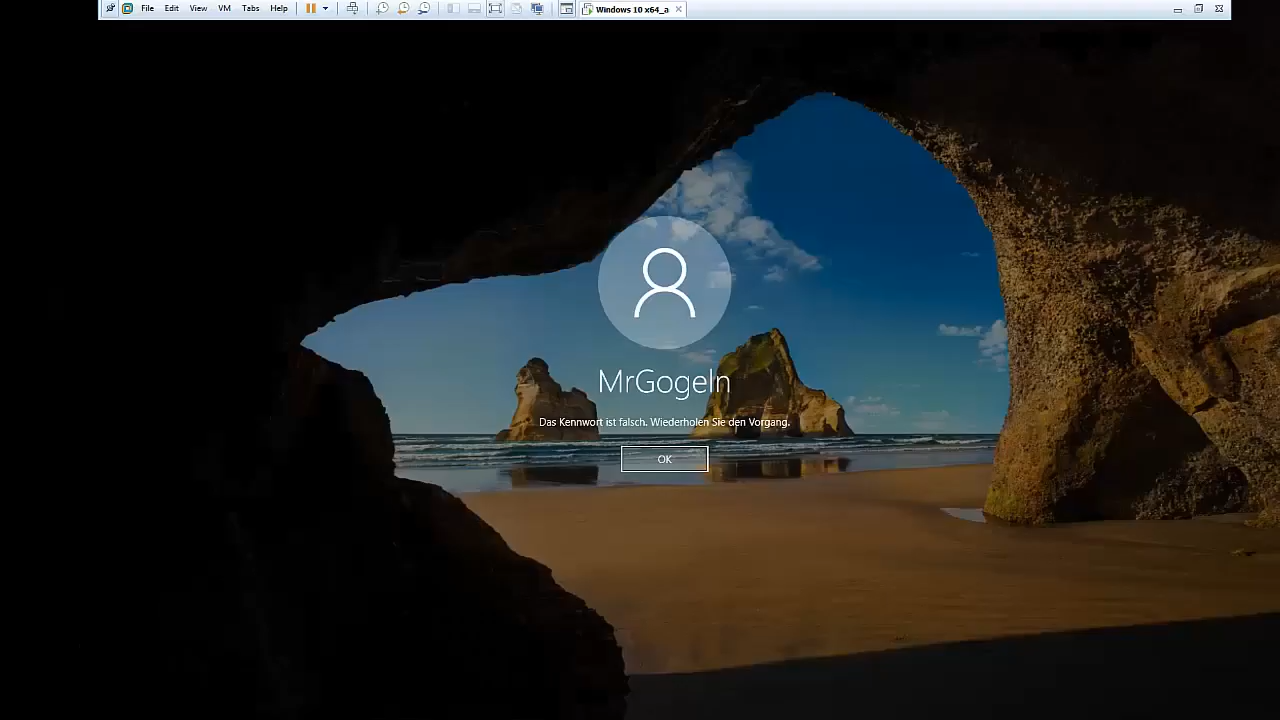 File Edit View VM Tabs Help Windows 10 x64_a
MrGogeln
Das Kennwort ist falsch. Wiederholen Sie den Vorgang.
OK